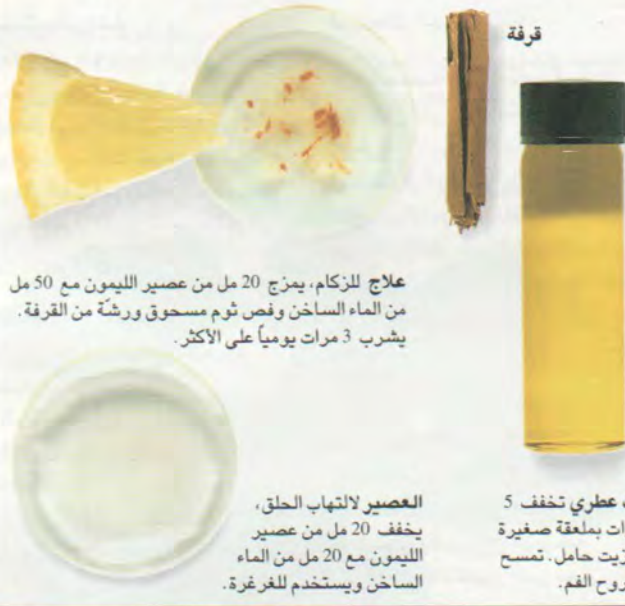 قرفة
علاج للزكام، يمزج 20 مل من عصير الليمون مع 50 مل
من الماء الساخن وفص ثوم مسحوق ورشّة من القرفة.
يشرب 3 مرات يومياً على الأكثر.
العصير لالتهاب الحلق،
يخفف 20 مل من عصير
الليمون مع 20 مل من الماء
الساخن ويستخدم للغرغرة.
عطري تخفف 5
بملعقة صغيرة
زيت حامل. تمسح
الفم.